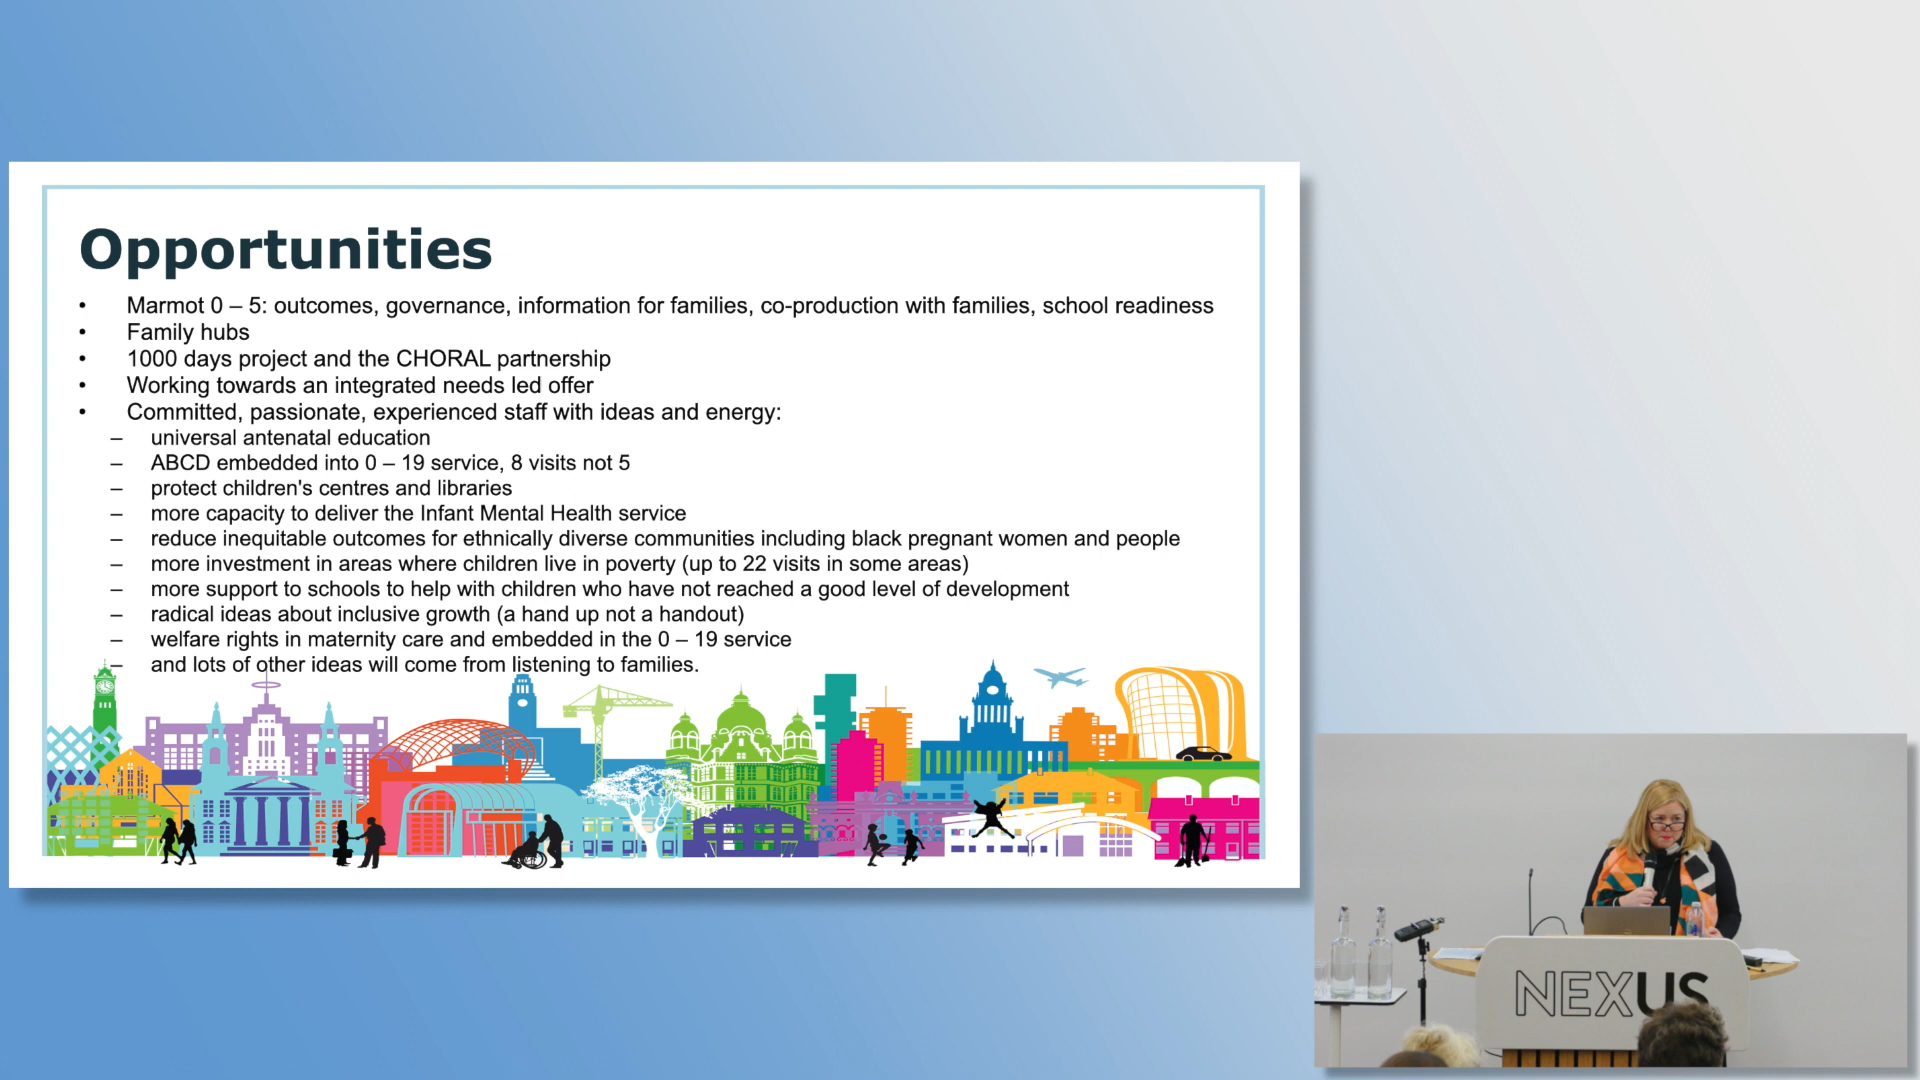 Opportunities
• Marmot 0 – 5: outcomes, governance, information for families, co-production with families, school readiness
• Family hubs
• 1000 days project and the CHORAL partnership
• Working towards an integrated needs led offer
• Committed, passionate, experienced staff with ideas and energy:
– universal antenatal education
– ABCD embedded into 0 – 19 service, 8 visits not 5
– protect children's centres and libraries
– more capacity to deliver the Infant Mental Health service
– reduce inequitable outcomes for ethnically diverse communities including black pregnant women and people
– more investment in areas where children live in poverty (up to 22 visits in some areas)
– more support to schools to help with children who have not reached a good level of development
– radical ideas about inclusive growth (a hand up not a handout)
– welfare rights in maternity care and embedded in the 0 – 19 service
– and lots of other ideas will come from listening to families.
NEXUS